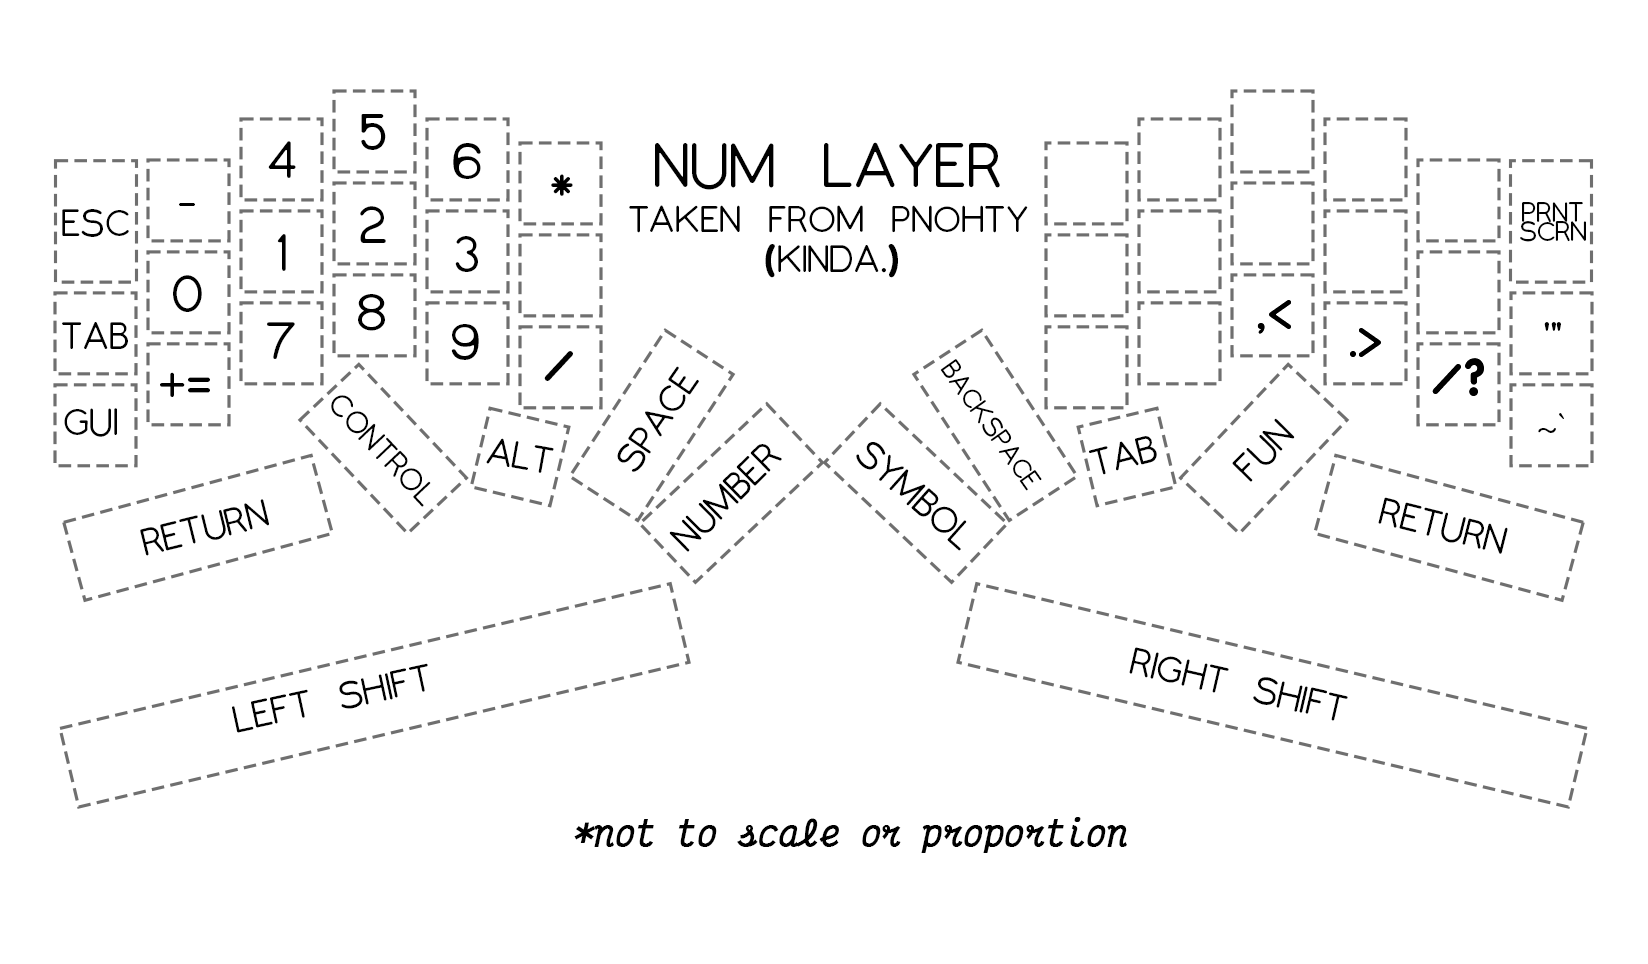 NUM LAYER
TAKEN FROM PNOHTY
(KINDA.)
ESC
-
4
5
6
*
TAB
0
1
2
3
GUI
+=
7
8
9
/
PRNT
SCRN
'"
,<
.>
/?
~`
RETURN
CONTROL
ALT
SPACE
NUMBER
SYMBOL
BACKSPACE
TAB
FUN
RETURN
LEFT SHIFT
RIGHT SHIFT
*not to scale or proportion